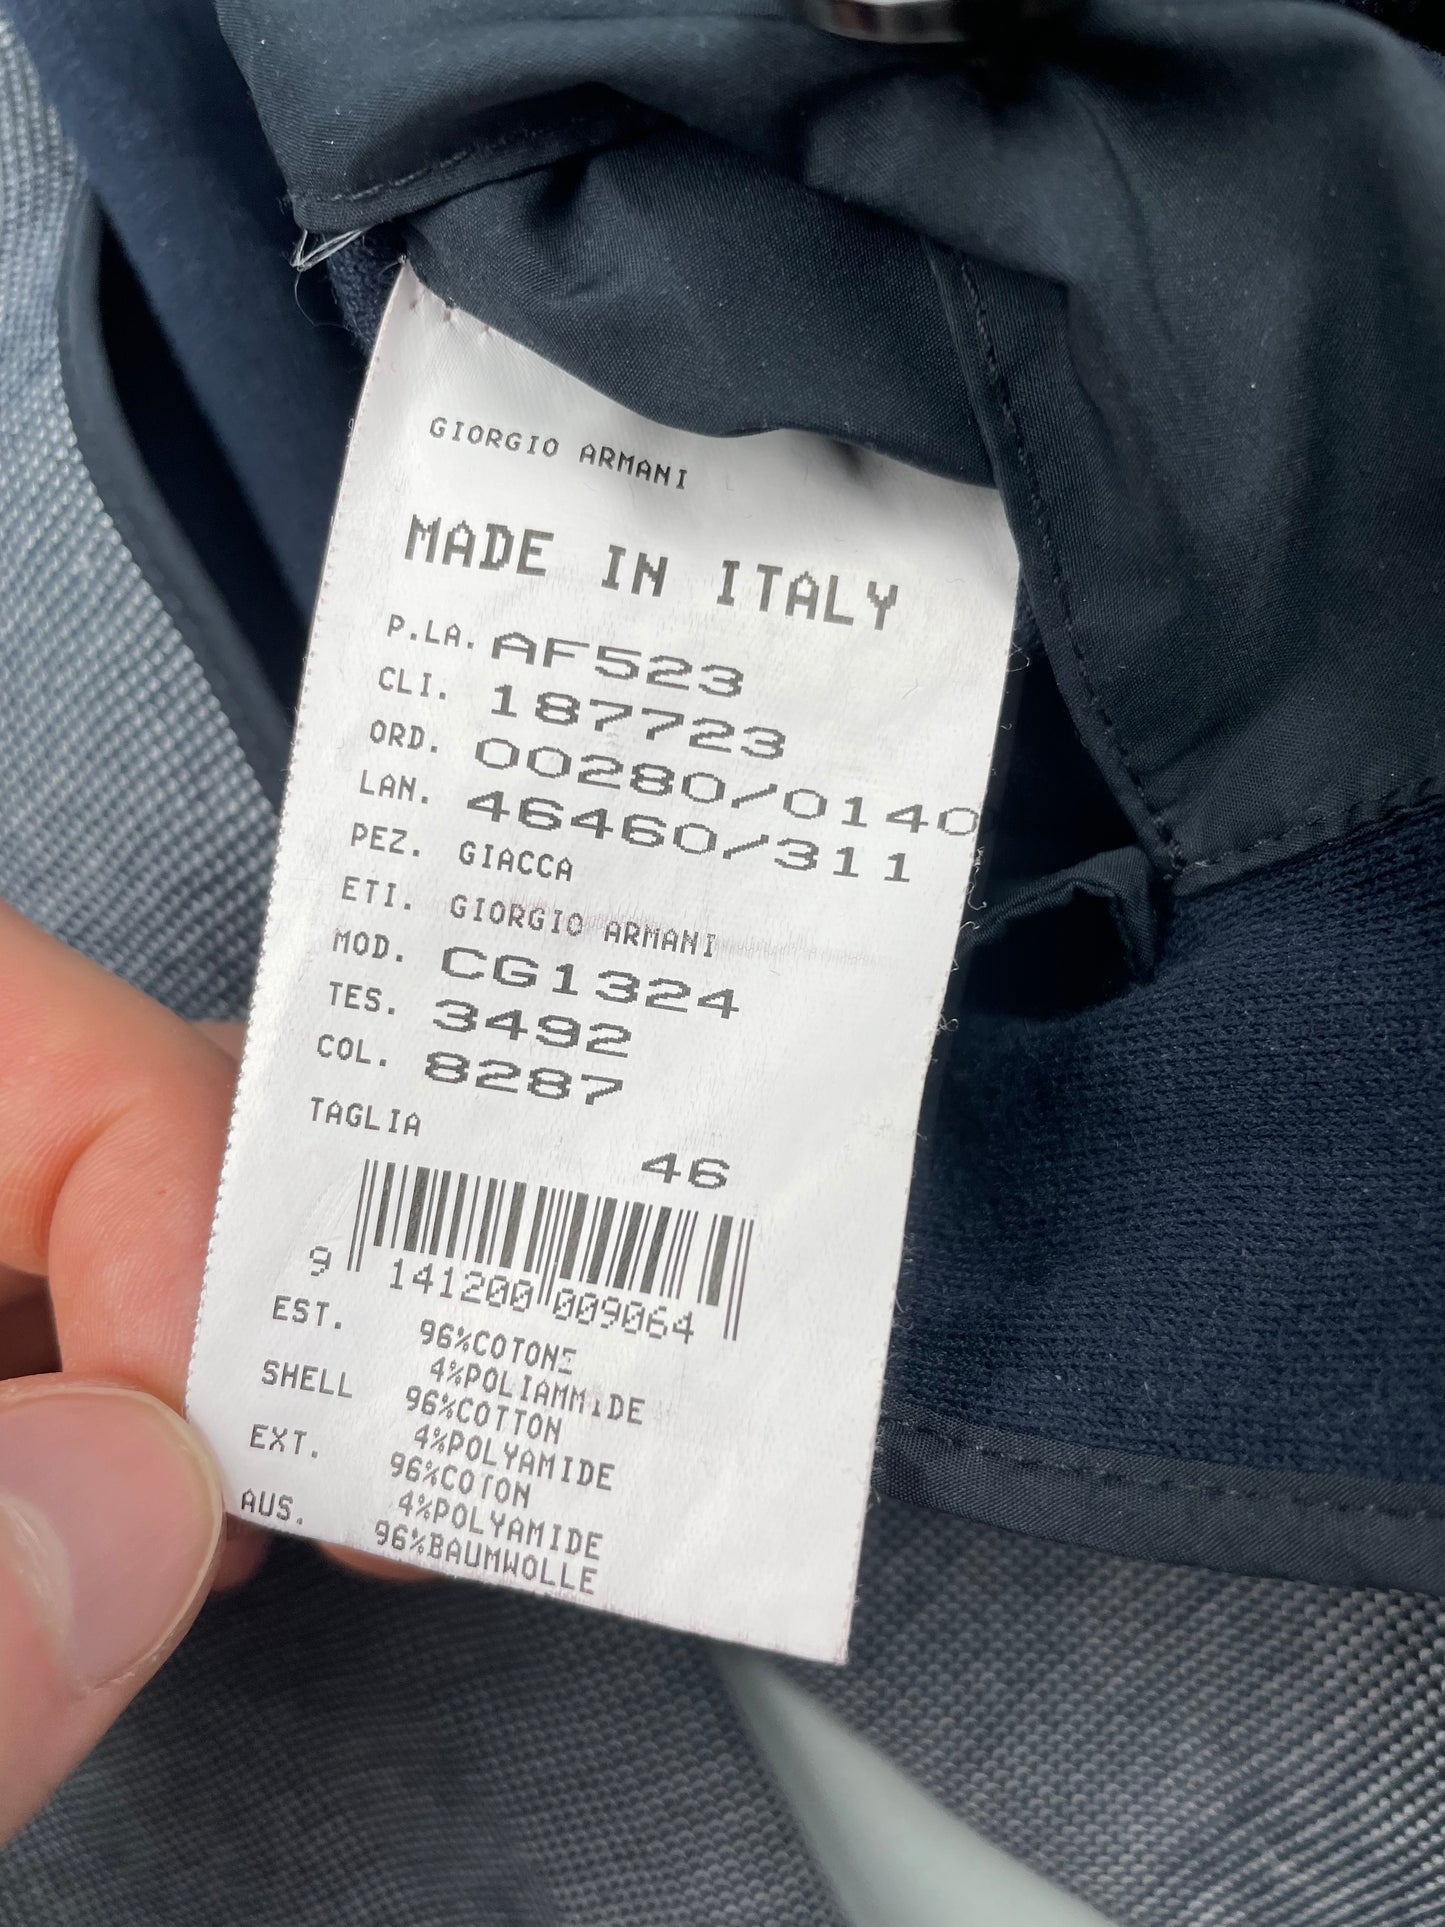 GIORGIO ARMANI
MADE IN ITALY
P.LA. AF523
CLI. 187723
ORD. 00280/0140
LAN. 46460/311
PEZ. GIACCA
ETI. GIORGIO ARMANI
MOD. CG1324
TES. 3492
COL. 8287
TAGLIA
46
9 141200 009064
EST. 96%COTONE
4%POLIAMMIDE
SHELL 96%COTTON
4%POLYAMIDE
EXT. 96%COTON
4%POLYAMIDE
AUS. 96%BAUMWOLLE